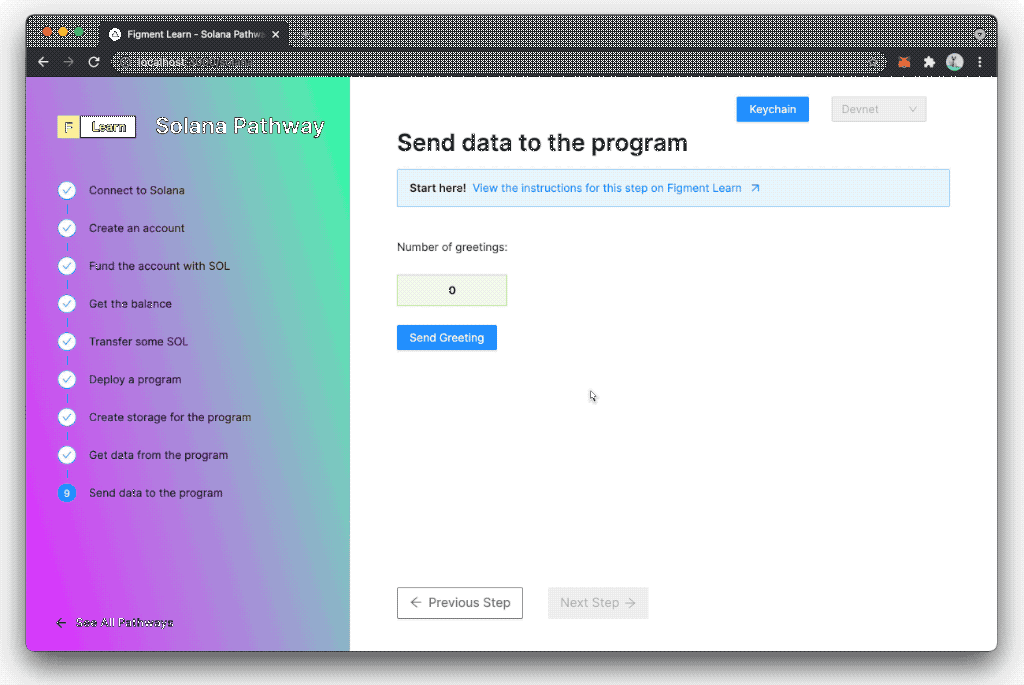 Figment Learn - Solana Pathw
localhost
F Learn
Solana Pathway
Connect to Solana
Create an account
Fund the account with SOL
Get the balance
Transfer some SOL
Deploy a program
Create storage for the program
Get data from the program
9 Send data to the program
← See All Pathways
Keychain
Devnet
Send data to the program
Start here! View the instructions for this step on Figment Learn
Number of greetings:
0
Send Greeting
← Previous Step
Next Step →